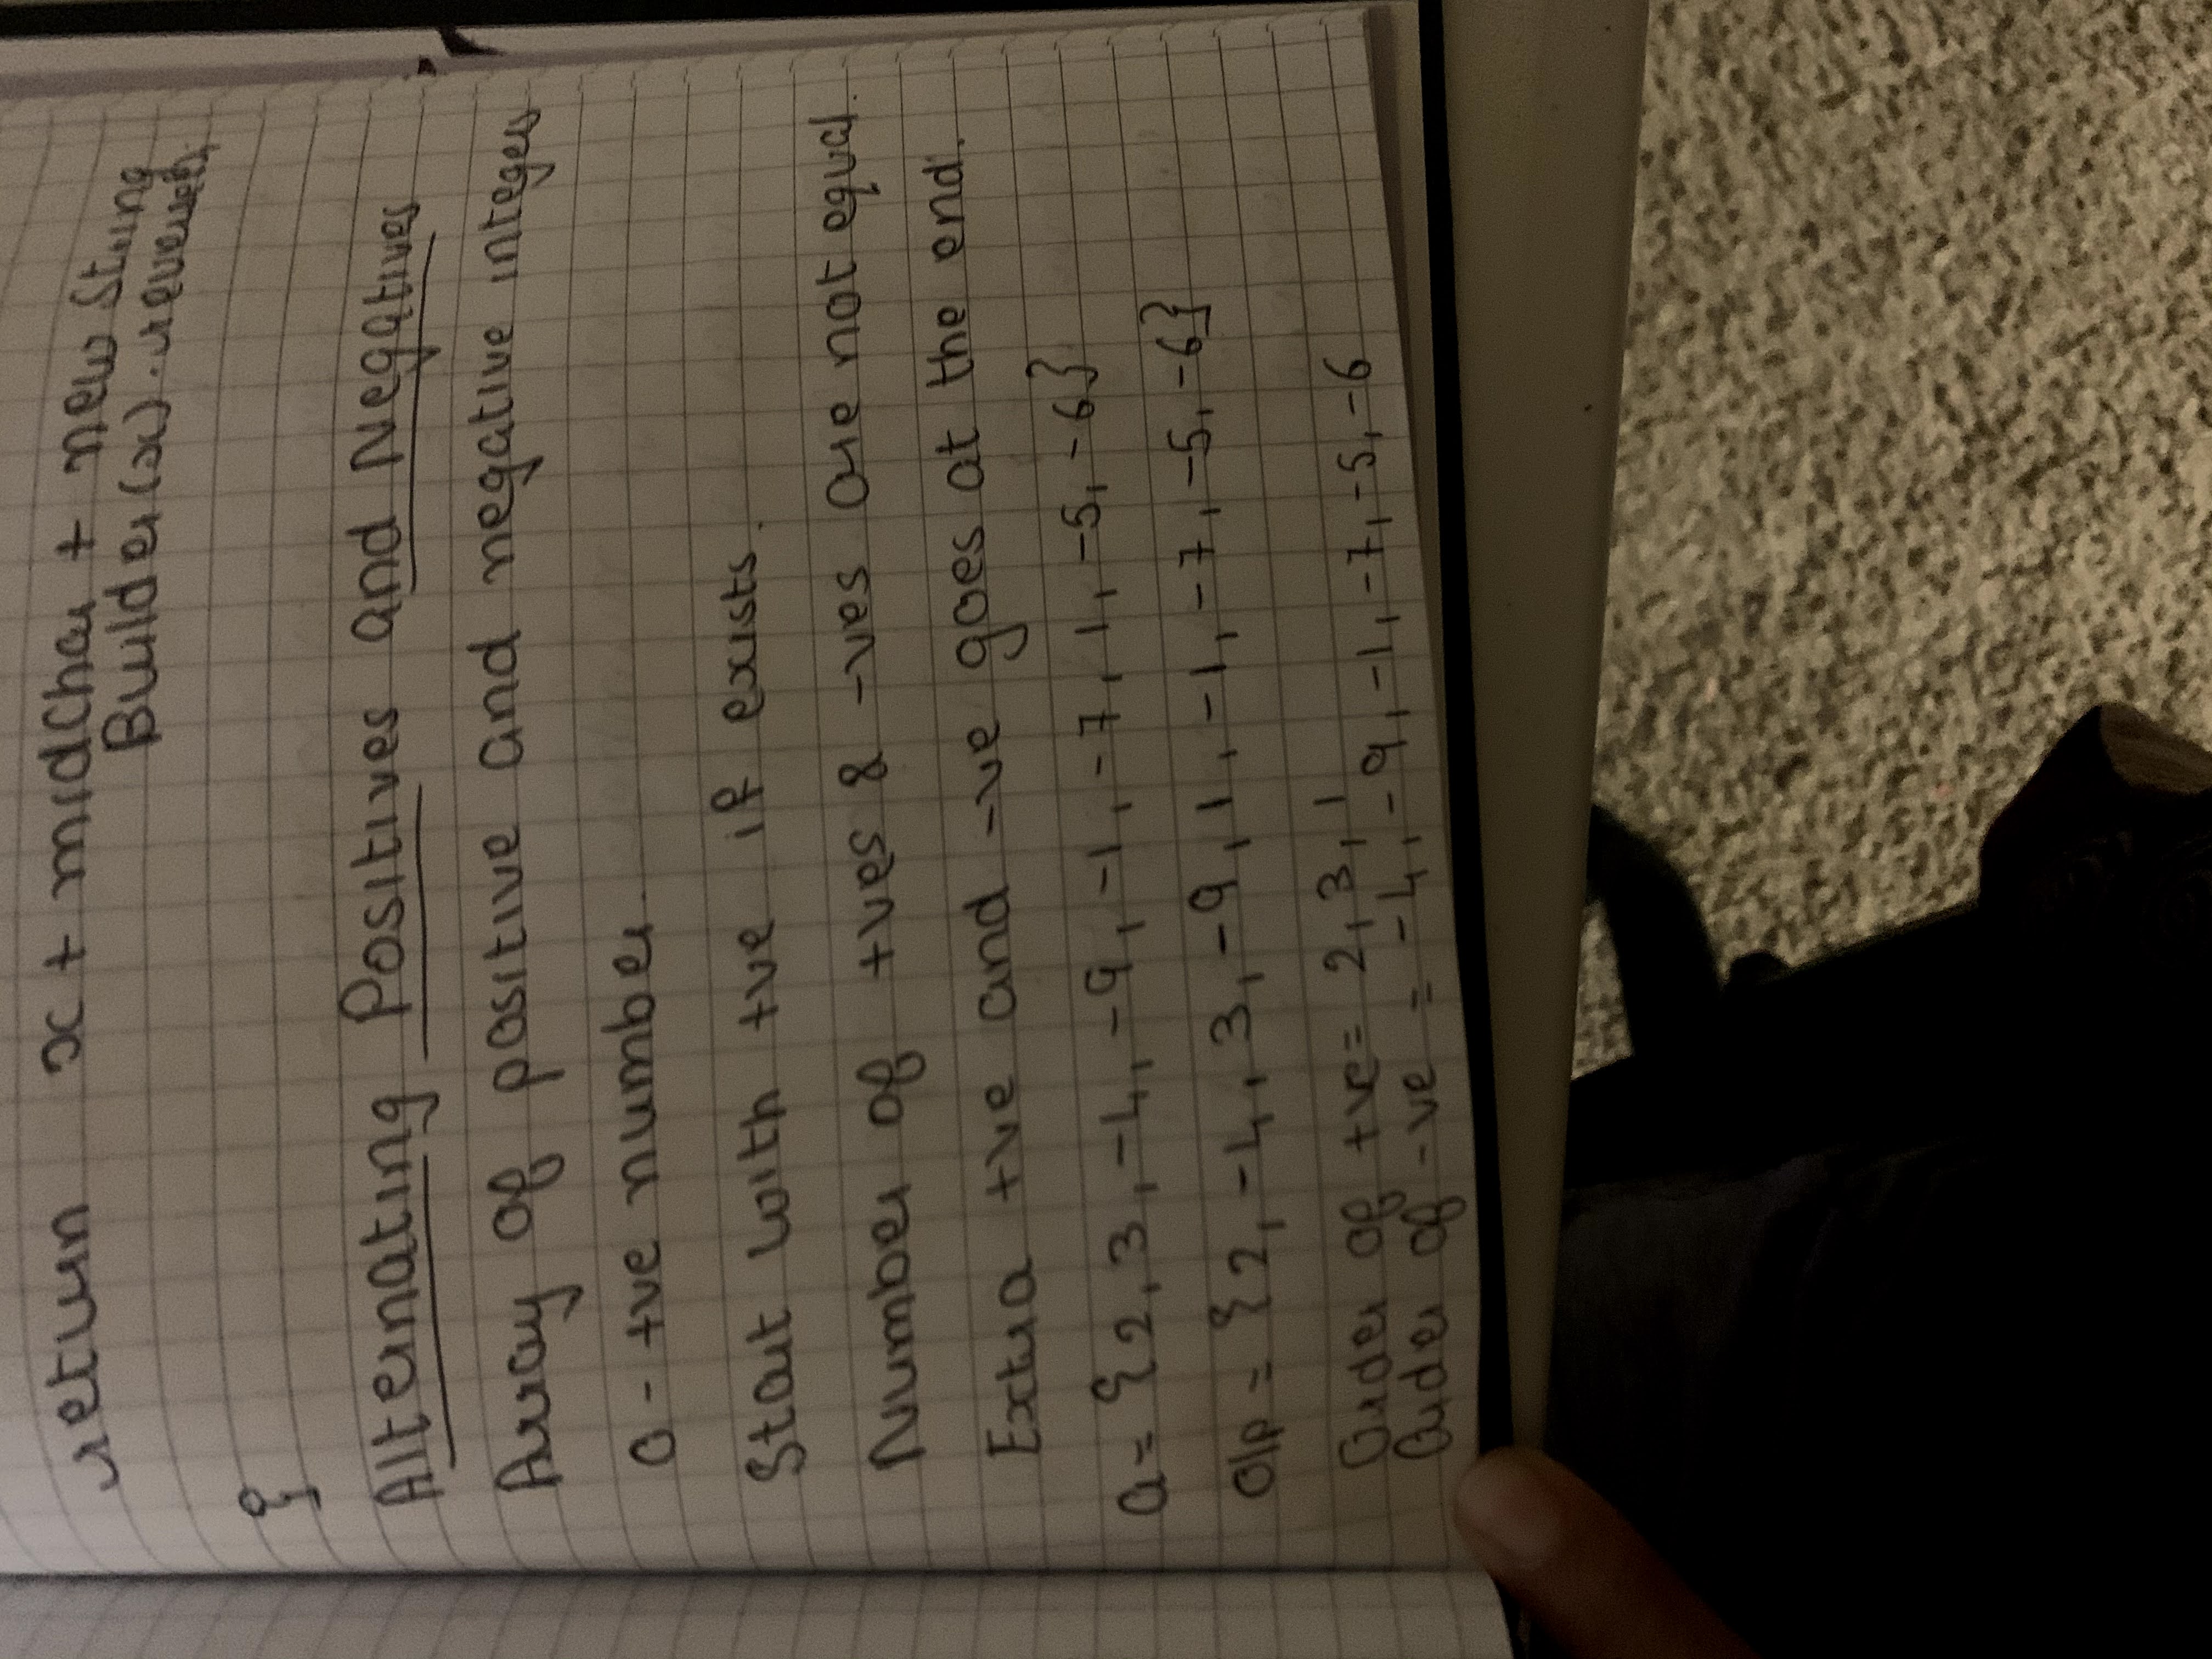 return x + midChar + new String
Builder(x).reverse();
}
Alternating Positives and Negatives
Array of positive and negative integers
0 - +ve number.
Start with +ve if exists.
Number of +ves & -ves are not equal.
Extra +ve and -ve goes at the end.
a = {2, 3, -4, -9, -1, -7, 1, -5, -6}
O/p = {2, -4, 3, -9, 1, -1, -7, -5, -6}
Order of +ve = 2, 3, 1
Order of -ve = -4, -9, -1, -7, -5, -6